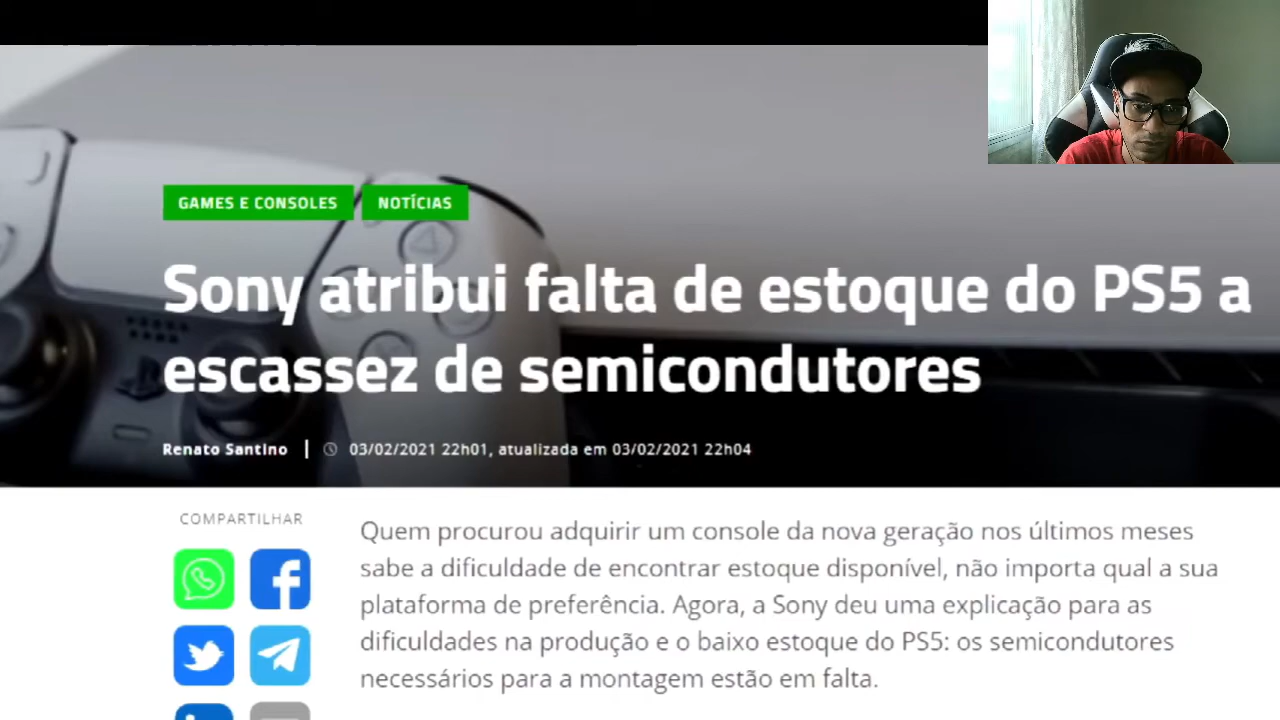 GAMES E CONSOLES NOTÍCIAS
Sony atribui falta de estoque do PS5 a
escassez de semicondutores
Renato Santino | 03/02/2021 22h01, atualizada em 03/02/2021 22h04
COMPARTILHAR
Quem procurou adquirir um console da nova geração nos últimos meses
sabe a dificuldade de encontrar estoque disponível, não importa qual a sua
plataforma de preferência. Agora, a Sony deu uma explicação para as
dificuldades na produção e o baixo estoque do PS5: os semicondutores
necessários para a montagem estão em falta.